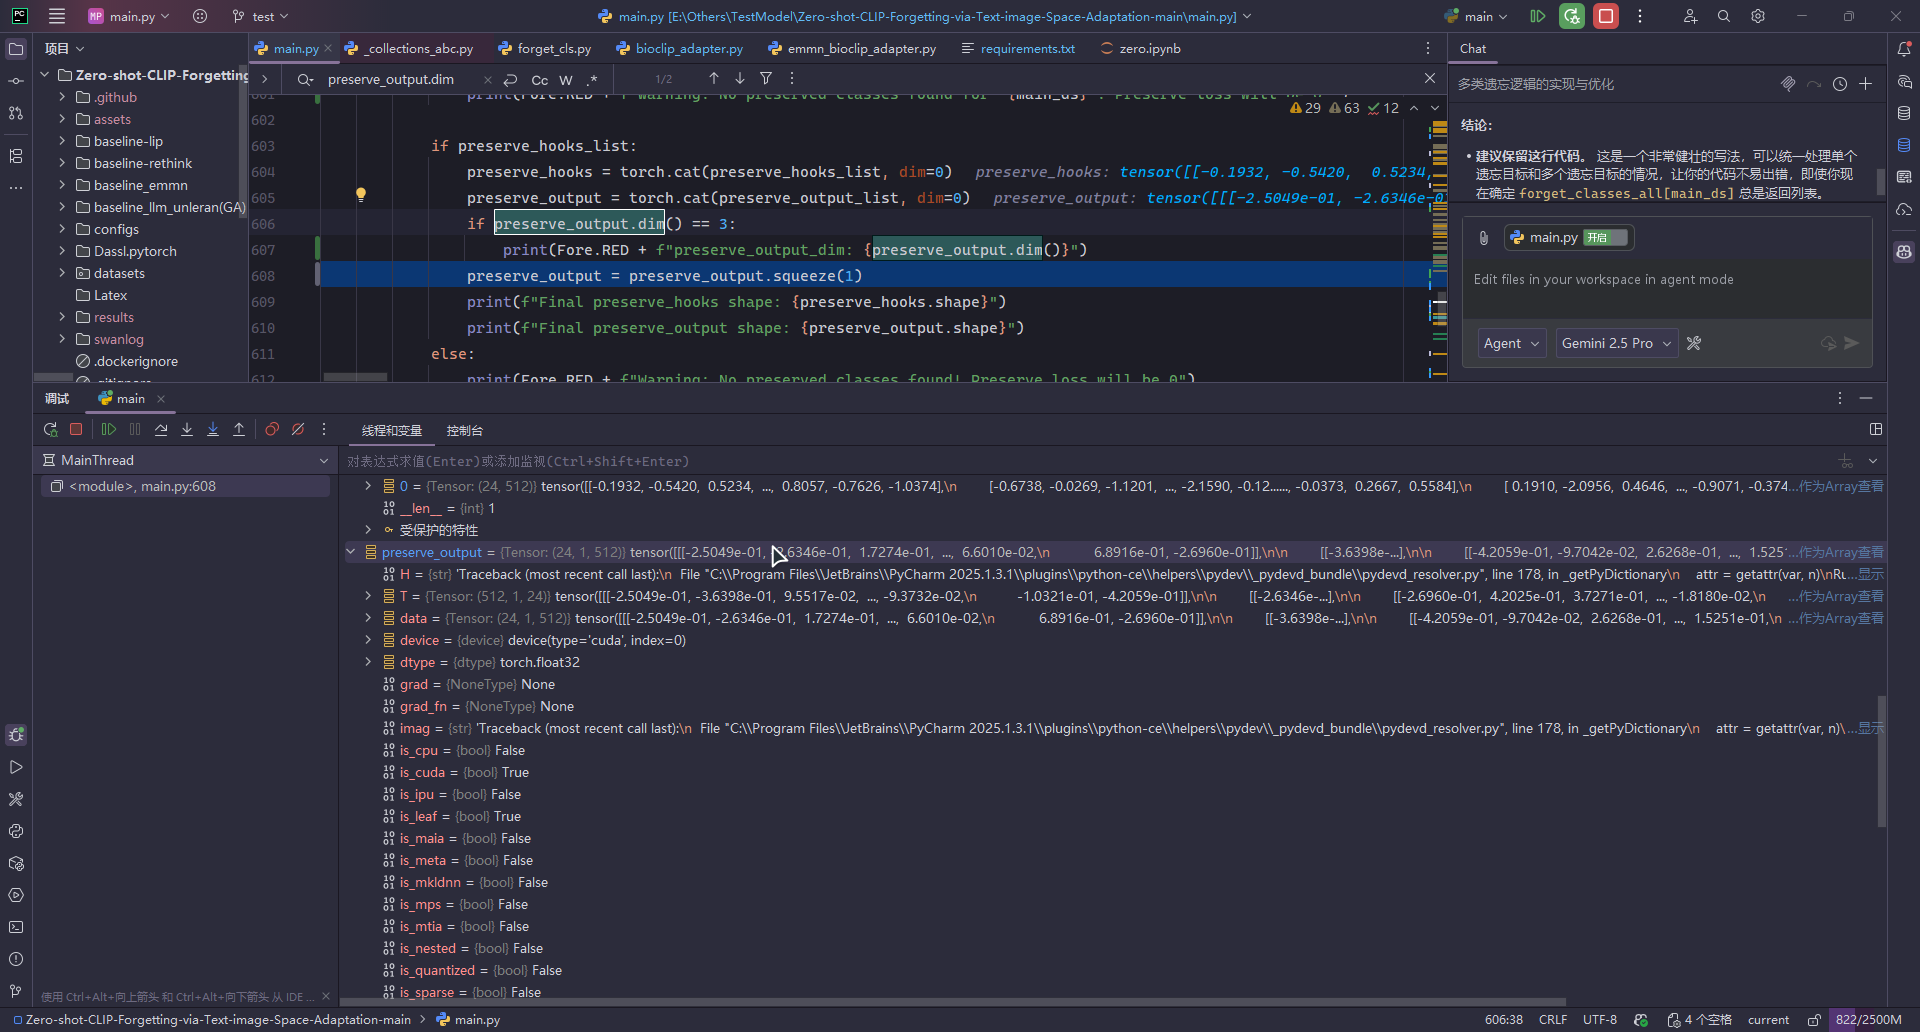 PC MP main.py test main.py [E:\Others\TestModel\Zero-shot-CLIP-Forgetting-via-Text-image-Space-Adaptation-main\main.py] main
项目 main.py _collections_abc.py forget_cls.py bioclip_adapter.py emmn_bioclip_adapter.py requirements.txt zero.ipynb Chat
Zero-shot-CLIP-Forgetting
.github
assets
baseline-lip
baseline-rethink
baseline_emmn
baseline_llm_unleran(GA)
configs
Dassl.pytorch
datasets
Latex
results
swanlog
.dockerignore
preserve_output.dim Cc W .* 1/2
29 63 12
602
603 if preserve_hooks_list:
604 preserve_hooks = torch.cat(preserve_hooks_list, dim=0) preserve_hooks: tensor([[-0.1932, -0.5420, 0.5234,
605 preserve_output = torch.cat(preserve_output_list, dim=0) preserve_output: tensor([[[-2.5049e-01, -2.6346e-0
606 if preserve_output.dim() == 3:
607 print(Fore.RED + f"preserve_output_dim: {preserve_output.dim()}")
608 preserve_output = preserve_output.squeeze(1)
609 print(f"Final preserve_hooks shape: {preserve_hooks.shape}")
610 print(f"Final preserve_output shape: {preserve_output.shape}")
611 else:
612 print(Fore.RED + f"Warning: No preserved classes found! Preserve loss will be 0")
多类遗忘逻辑的实现与优化
结论:
• 建议保留这行代码。 这是一个非常健壮的写法，可以统一处理单个
遗忘目标和多个遗忘目标的情况，让你的代码不易出错，即使你现
在确定 forget_classes_all[main_ds] 总是返回列表。
main.py 开启
Edit files in your workspace in agent mode
Agent Gemini 2.5 Pro
调试 main
线程和变量 控制台
MainThread
<module>, main.py:608
对表达式求值(Enter)或添加监视(Ctrl+Shift+Enter)
0 = {Tensor: (24, 512)} tensor([[-0.1932, -0.5420, 0.5234, ..., 0.8057, -0.7626, -1.0374],\n [-0.6738, -0.0269, -1.1201, ..., -2.1590, -0.12......, -0.0373, 0.2667, 0.5584],\n [ 0.1910, -2.0956, 0.4646, ..., -0.9071, -0.374...作为Array查看
__len__ = {int} 1
受保护的特性
preserve_output = {Tensor: (24, 1, 512)} tensor([[[-2.5049e-01, -2.6346e-01, 1.7274e-01, ..., 6.6010e-02,\n 6.8916e-01, -2.6960e-01]],\n\n [[-3.6398e-...],\n\n [[-4.2059e-01, -9.7042e-02, 2.6268e-01, ..., 1.525...作为Array查看
H = {str} 'Traceback (most recent call last):\n File "C:\\Program Files\\JetBrains\\PyCharm 2025.1.3.1\\plugins\\python-ce\\helpers\\pydev\\_pydevd_bundle\\pydevd_resolver.py", line 178, in _getPyDictionary\n attr = getattr(var, n)\nRu...显示
T = {Tensor: (512, 1, 24)} tensor([[[-2.5049e-01, -3.6398e-01, 9.5517e-02, ..., -9.3732e-02,\n -1.0321e-01, -4.2059e-01]],\n\n [[-2.6346e-...],\n\n [[-2.6960e-01, 4.2025e-01, 3.7271e-01, ..., -1.8180e-02,\n ...作为Array查看
data = {Tensor: (24, 1, 512)} tensor([[[-2.5049e-01, -2.6346e-01, 1.7274e-01, ..., 6.6010e-02,\n 6.8916e-01, -2.6960e-01]],\n\n [[-3.6398e-...],\n\n [[-4.2059e-01, -9.7042e-02, 2.6268e-01, ..., 1.5251e-01,\n ...作为Array查看
device = {device} device(type='cuda', index=0)
dtype = {dtype} torch.float32
grad = {NoneType} None
grad_fn = {NoneType} None
imag = {str} 'Traceback (most recent call last):\n File "C:\\Program Files\\JetBrains\\PyCharm 2025.1.3.1\\plugins\\python-ce\\helpers\\pydev\\_pydevd_bundle\\pydevd_resolver.py", line 178, in _getPyDictionary\n attr = getattr(var, n)\...显示
is_cpu = {bool} False
is_cuda = {bool} True
is_ipu = {bool} False
is_leaf = {bool} True
is_maia = {bool} False
is_meta = {bool} False
is_mkldnn = {bool} False
is_mps = {bool} False
is_mtia = {bool} False
is_nested = {bool} False
is_quantized = {bool} False
is_sparse = {bool} False
使用 Ctrl+Alt+向上箭头 和 Ctrl+Alt+向下箭头 从 IDE ...
Zero-shot-CLIP-Forgetting-via-Text-image-Space-Adaptation-main main.py 606:38 CRLF UTF-8 4 个空格 current 822/2500M